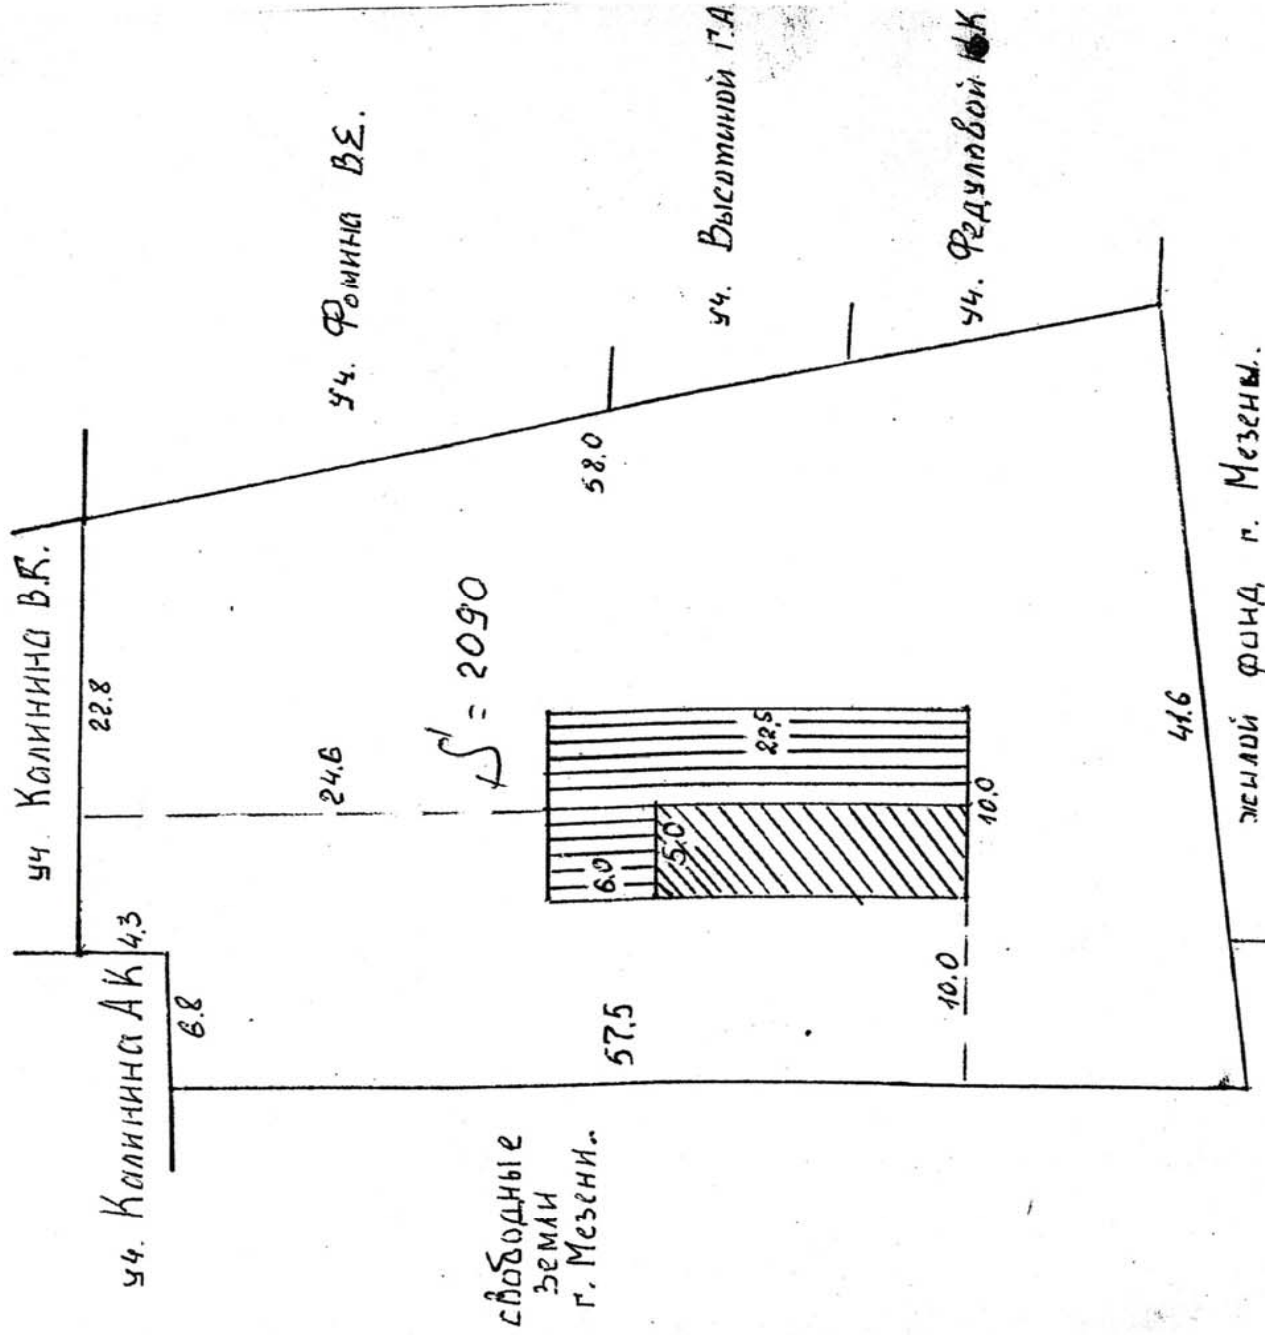 уч. Калинина В.К.
22.8
уч. Калинина А К
4.3
6.8
24.6
уч. Фомина В.Е.
уч. Высотиной Г.А
уч. Федуловой
58.0
S = 2090
6.0
5.0
22,5
10.0
10.0
57,5
свободные
земли
г. Мезени.
41.6
жилой фонд г. Мезены.